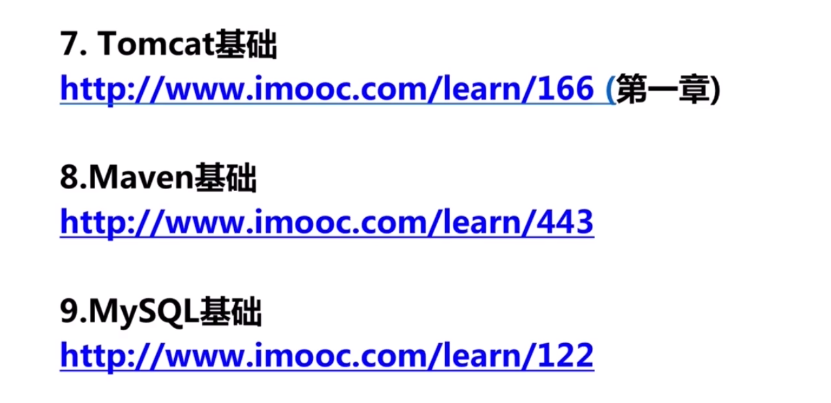 7. Tomcat基础
http://www.imooc.com/learn/166 (第一章)
8.Maven基础
http://www.imooc.com/learn/443
9.MySQL基础
http://www.imooc.com/learn/122